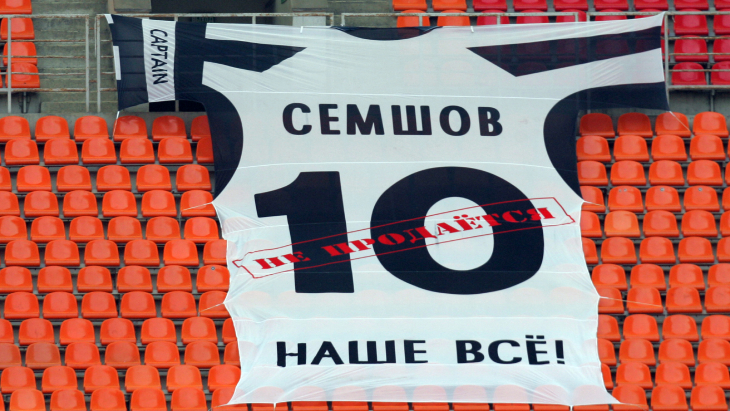 CAPTAIN
СЕМШОВ
10
НЕ ПРОДАЁТСЯ
НАШЕ ВСЁ!